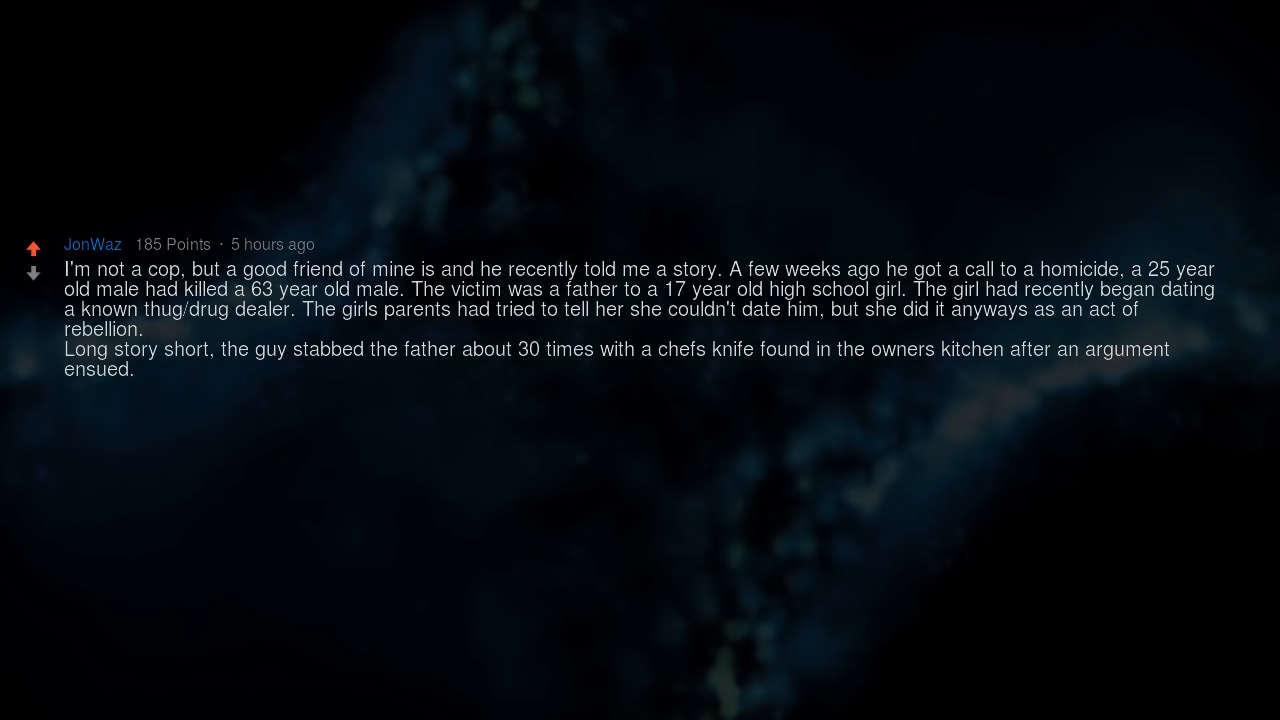 JonWaz 185 Points · 5 hours ago
I'm not a cop, but a good friend of mine is and he recently told me a story. A few weeks ago he got a call to a homicide, a 25 year
old male had killed a 63 year old male. The victim was a father to a 17 year old high school girl. The girl had recently began dating
a known thug/drug dealer. The girls parents had tried to tell her she couldn't date him, but she did it anyways as an act of
rebellion.
Long story short, the guy stabbed the father about 30 times with a chefs knife found in the owners kitchen after an argument
ensued.